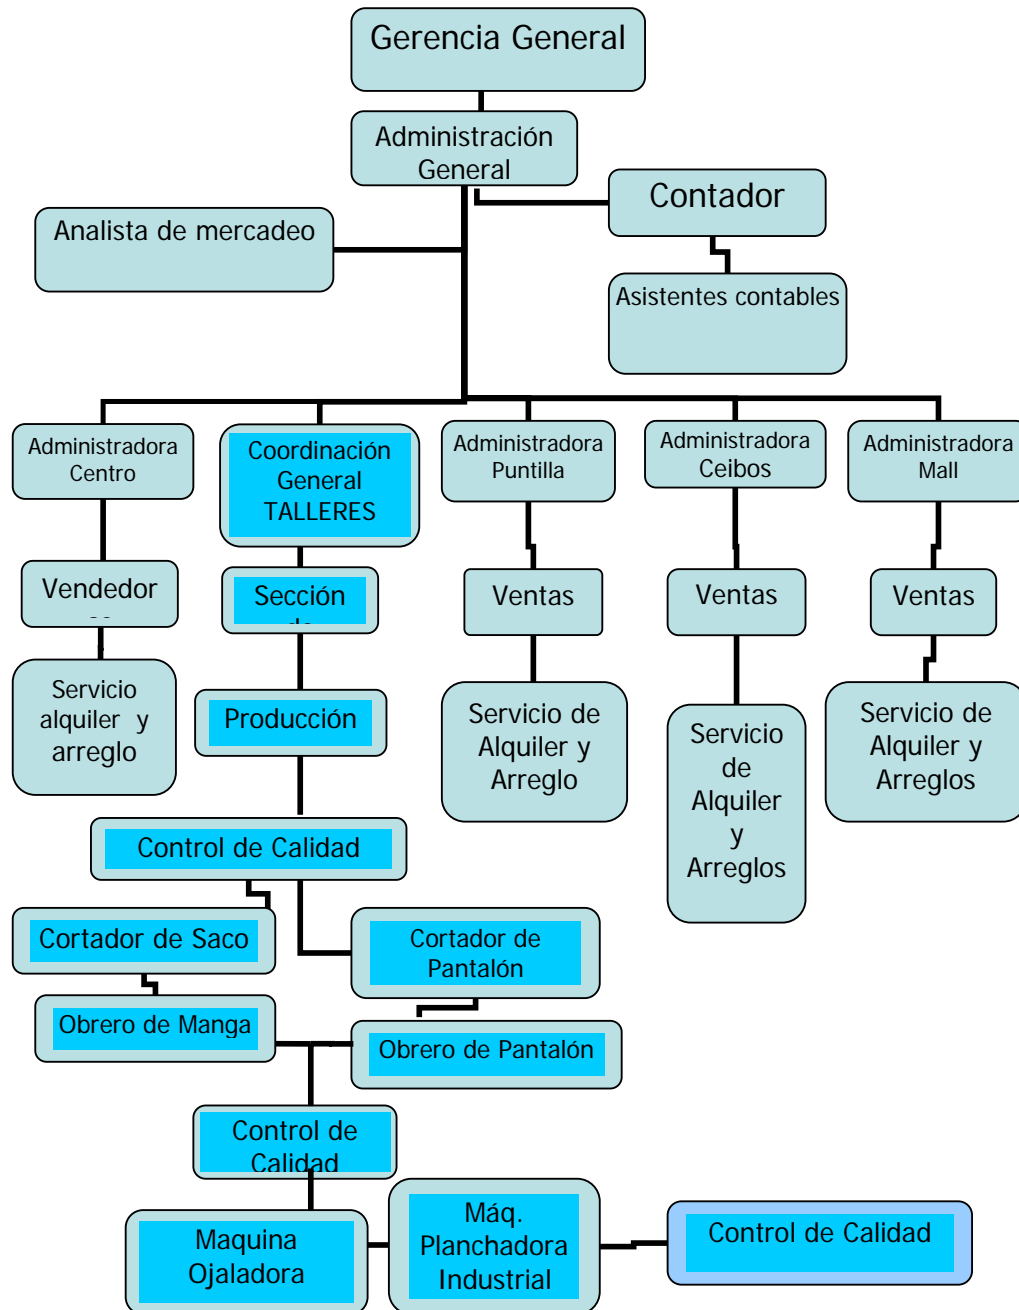 Gerencia General
Administración
General
Contador
Analista de mercadeo
Asistentes contables
Administradora
Centro
Coordinación
General
TALLERES
Administradora
Puntilla
Administradora
Ceibos
Administradora
Mall
Vendedor
Sección
Ventas
Ventas
Ventas
Servicio
alquiler y
arreglo
Producción
Servicio de
Alquiler y
Arreglo
Servicio
de
Alquiler
y
Arreglos
Servicio de
Alquiler y
Arreglos
Control de Calidad
Cortador de Saco
Cortador de
Pantalón
Obrero de Manga
Obrero de Pantalón
Control de
Calidad
Maquina
Ojaladora
Máq.
Planchadora
Industrial
Control de Calidad